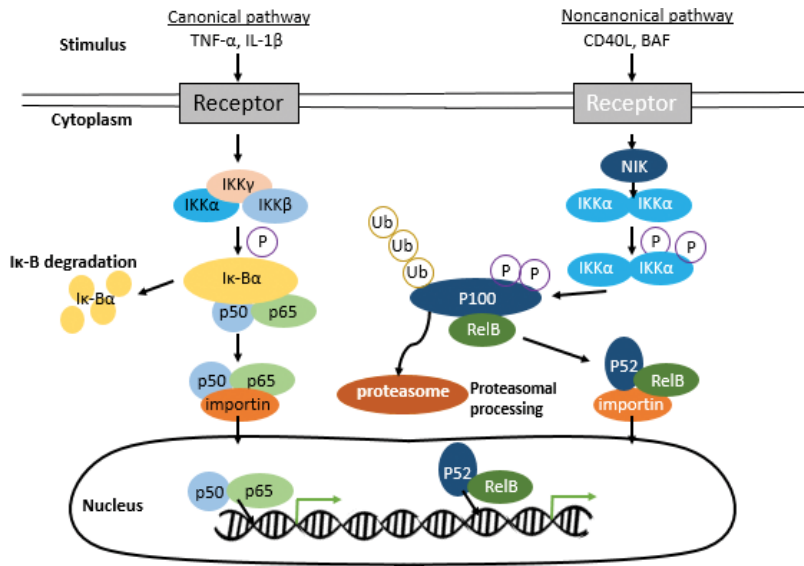 Canonical pathway
TNF-α, IL-1β
Noncanonical pathway
CD40L, BAF
Stimulus
Receptor
Receptor
Cytoplasm
NIK
IKKγ
IKKα
IKKβ
IKKα
IKKα
P
P
P
IKKα
IKKα
Iκ-B degradation
Iκ-Bα
Iκ-Bα
p50
p65
Ub
Ub
Ub
P
P
P100
RelB
p50
p65
importin
proteasome
Proteasomal
processing
P52
RelB
importin
Nucleus
p50
p65
P52
RelB